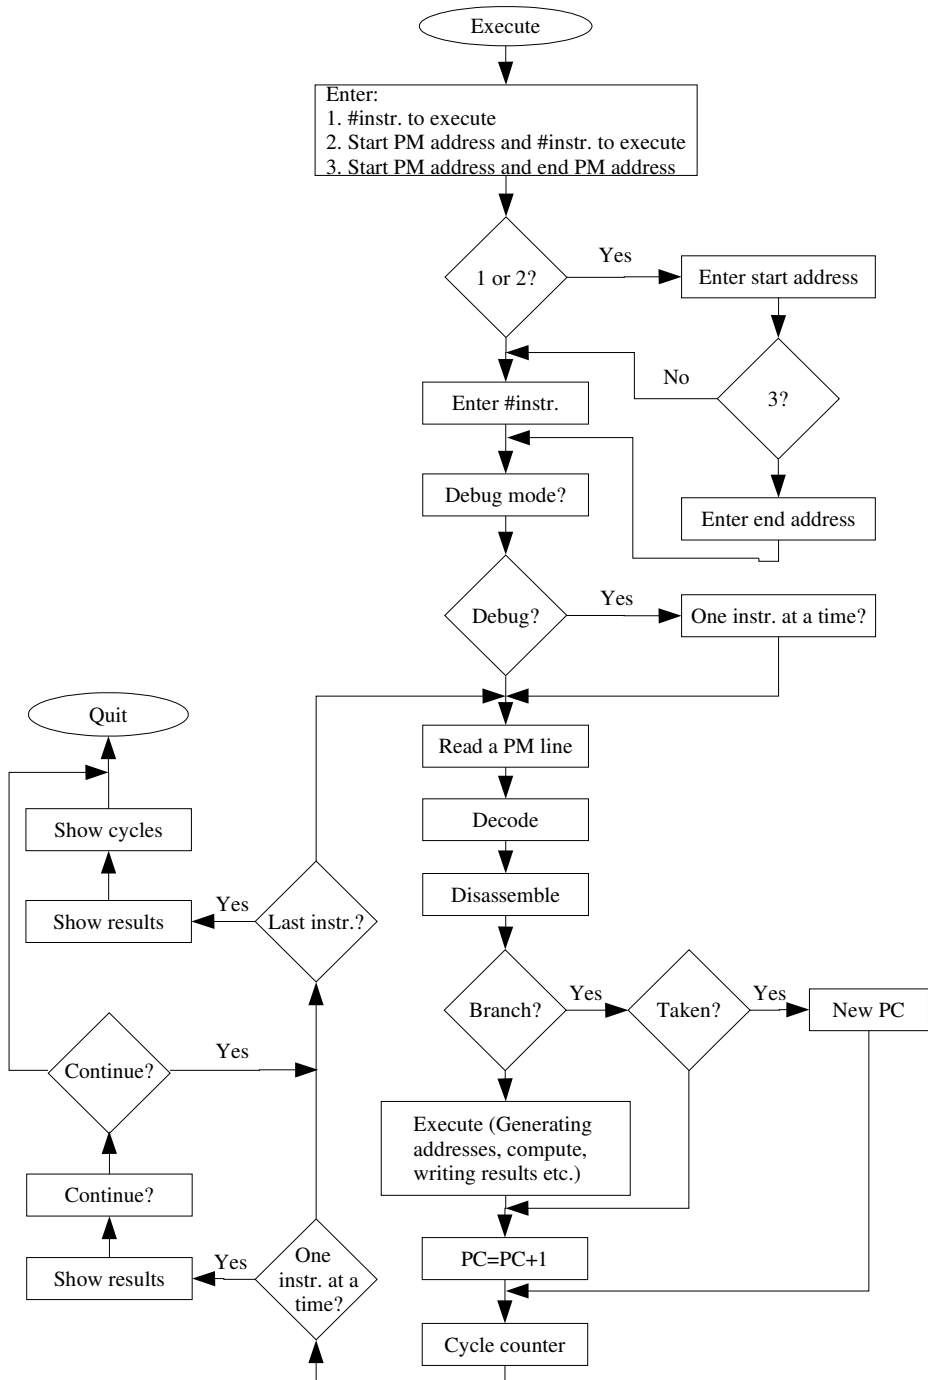 Execute
Enter:
1. #instr. to execute
2. Start PM address and #instr. to execute
3. Start PM address and end PM address
1 or 2?
Yes
Enter start address
3?
No
Enter #instr.
Debug mode?
Enter end address
Debug?
Yes
One instr. at a time?
Quit
Read a PM line
Show cycles
Decode
Disassemble
Show results
Yes
Last instr.?
Branch?
Yes
Taken?
Yes
New PC
Continue?
Yes
Execute (Generating
addresses, compute,
writing results etc.)
Continue?
PC=PC+1
Show results
Yes
One
instr. at a
time?
Cycle counter